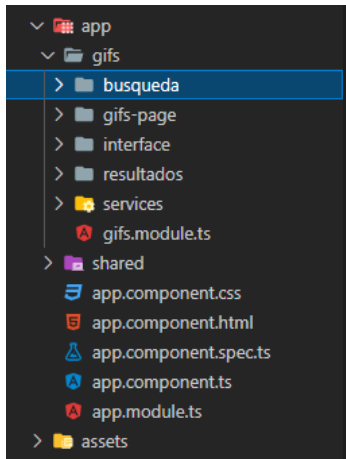 app
gifs
busqueda
gifs-page
interface
resultados
services
gifs.module.ts
shared
app.component.css
app.component.html
app.component.spec.ts
app.component.ts
app.module.ts
assets